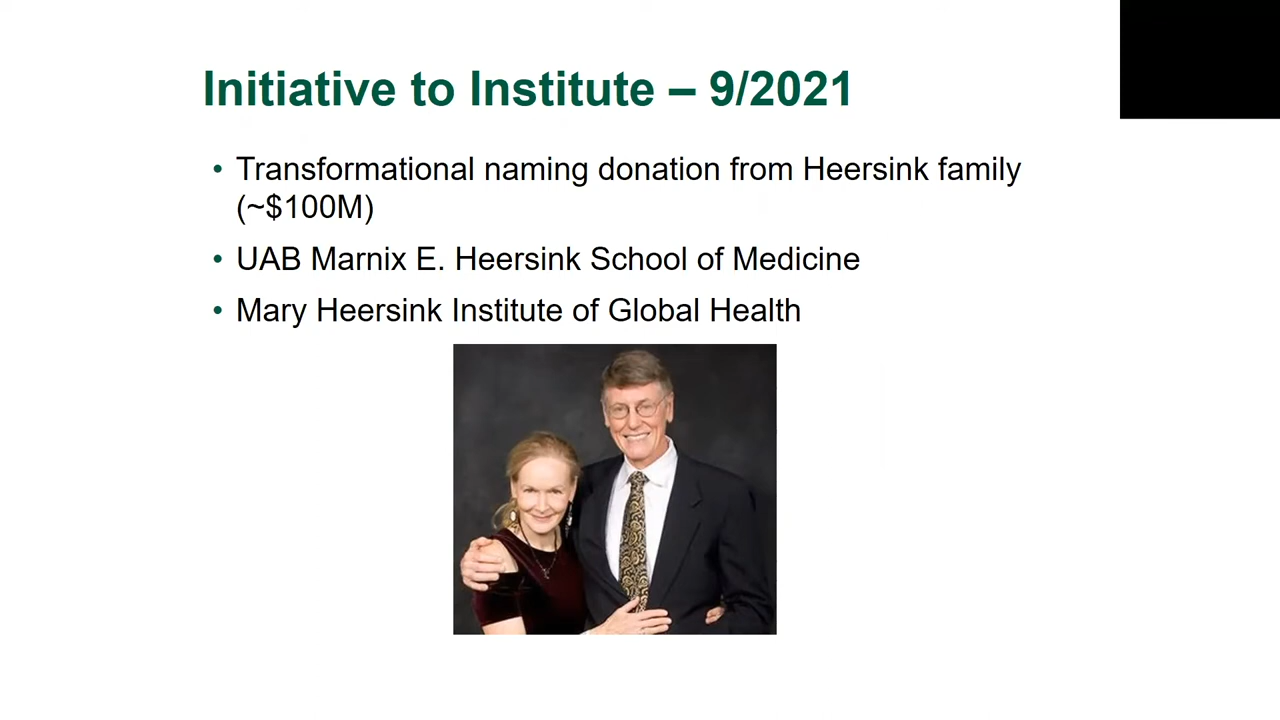 Initiative to Institute – 9/2021
• Transformational naming donation from Heersink family
(~$100M)
• UAB Marnix E. Heersink School of Medicine
• Mary Heersink Institute of Global Health